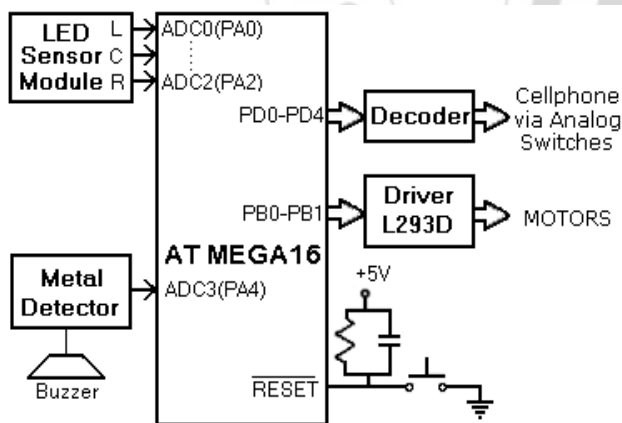 LED
Sensor
Module
L
C
R
ADC0(PA0)
ADC2(PA2)
PD0-PD4
Decoder
Cellphone
via Analog
Switches
PB0-PB1
Driver
L293D
MOTORS
AT MEGA16
Metal
Detector
ADC3(PA4)
Buzzer
+5V
RESET